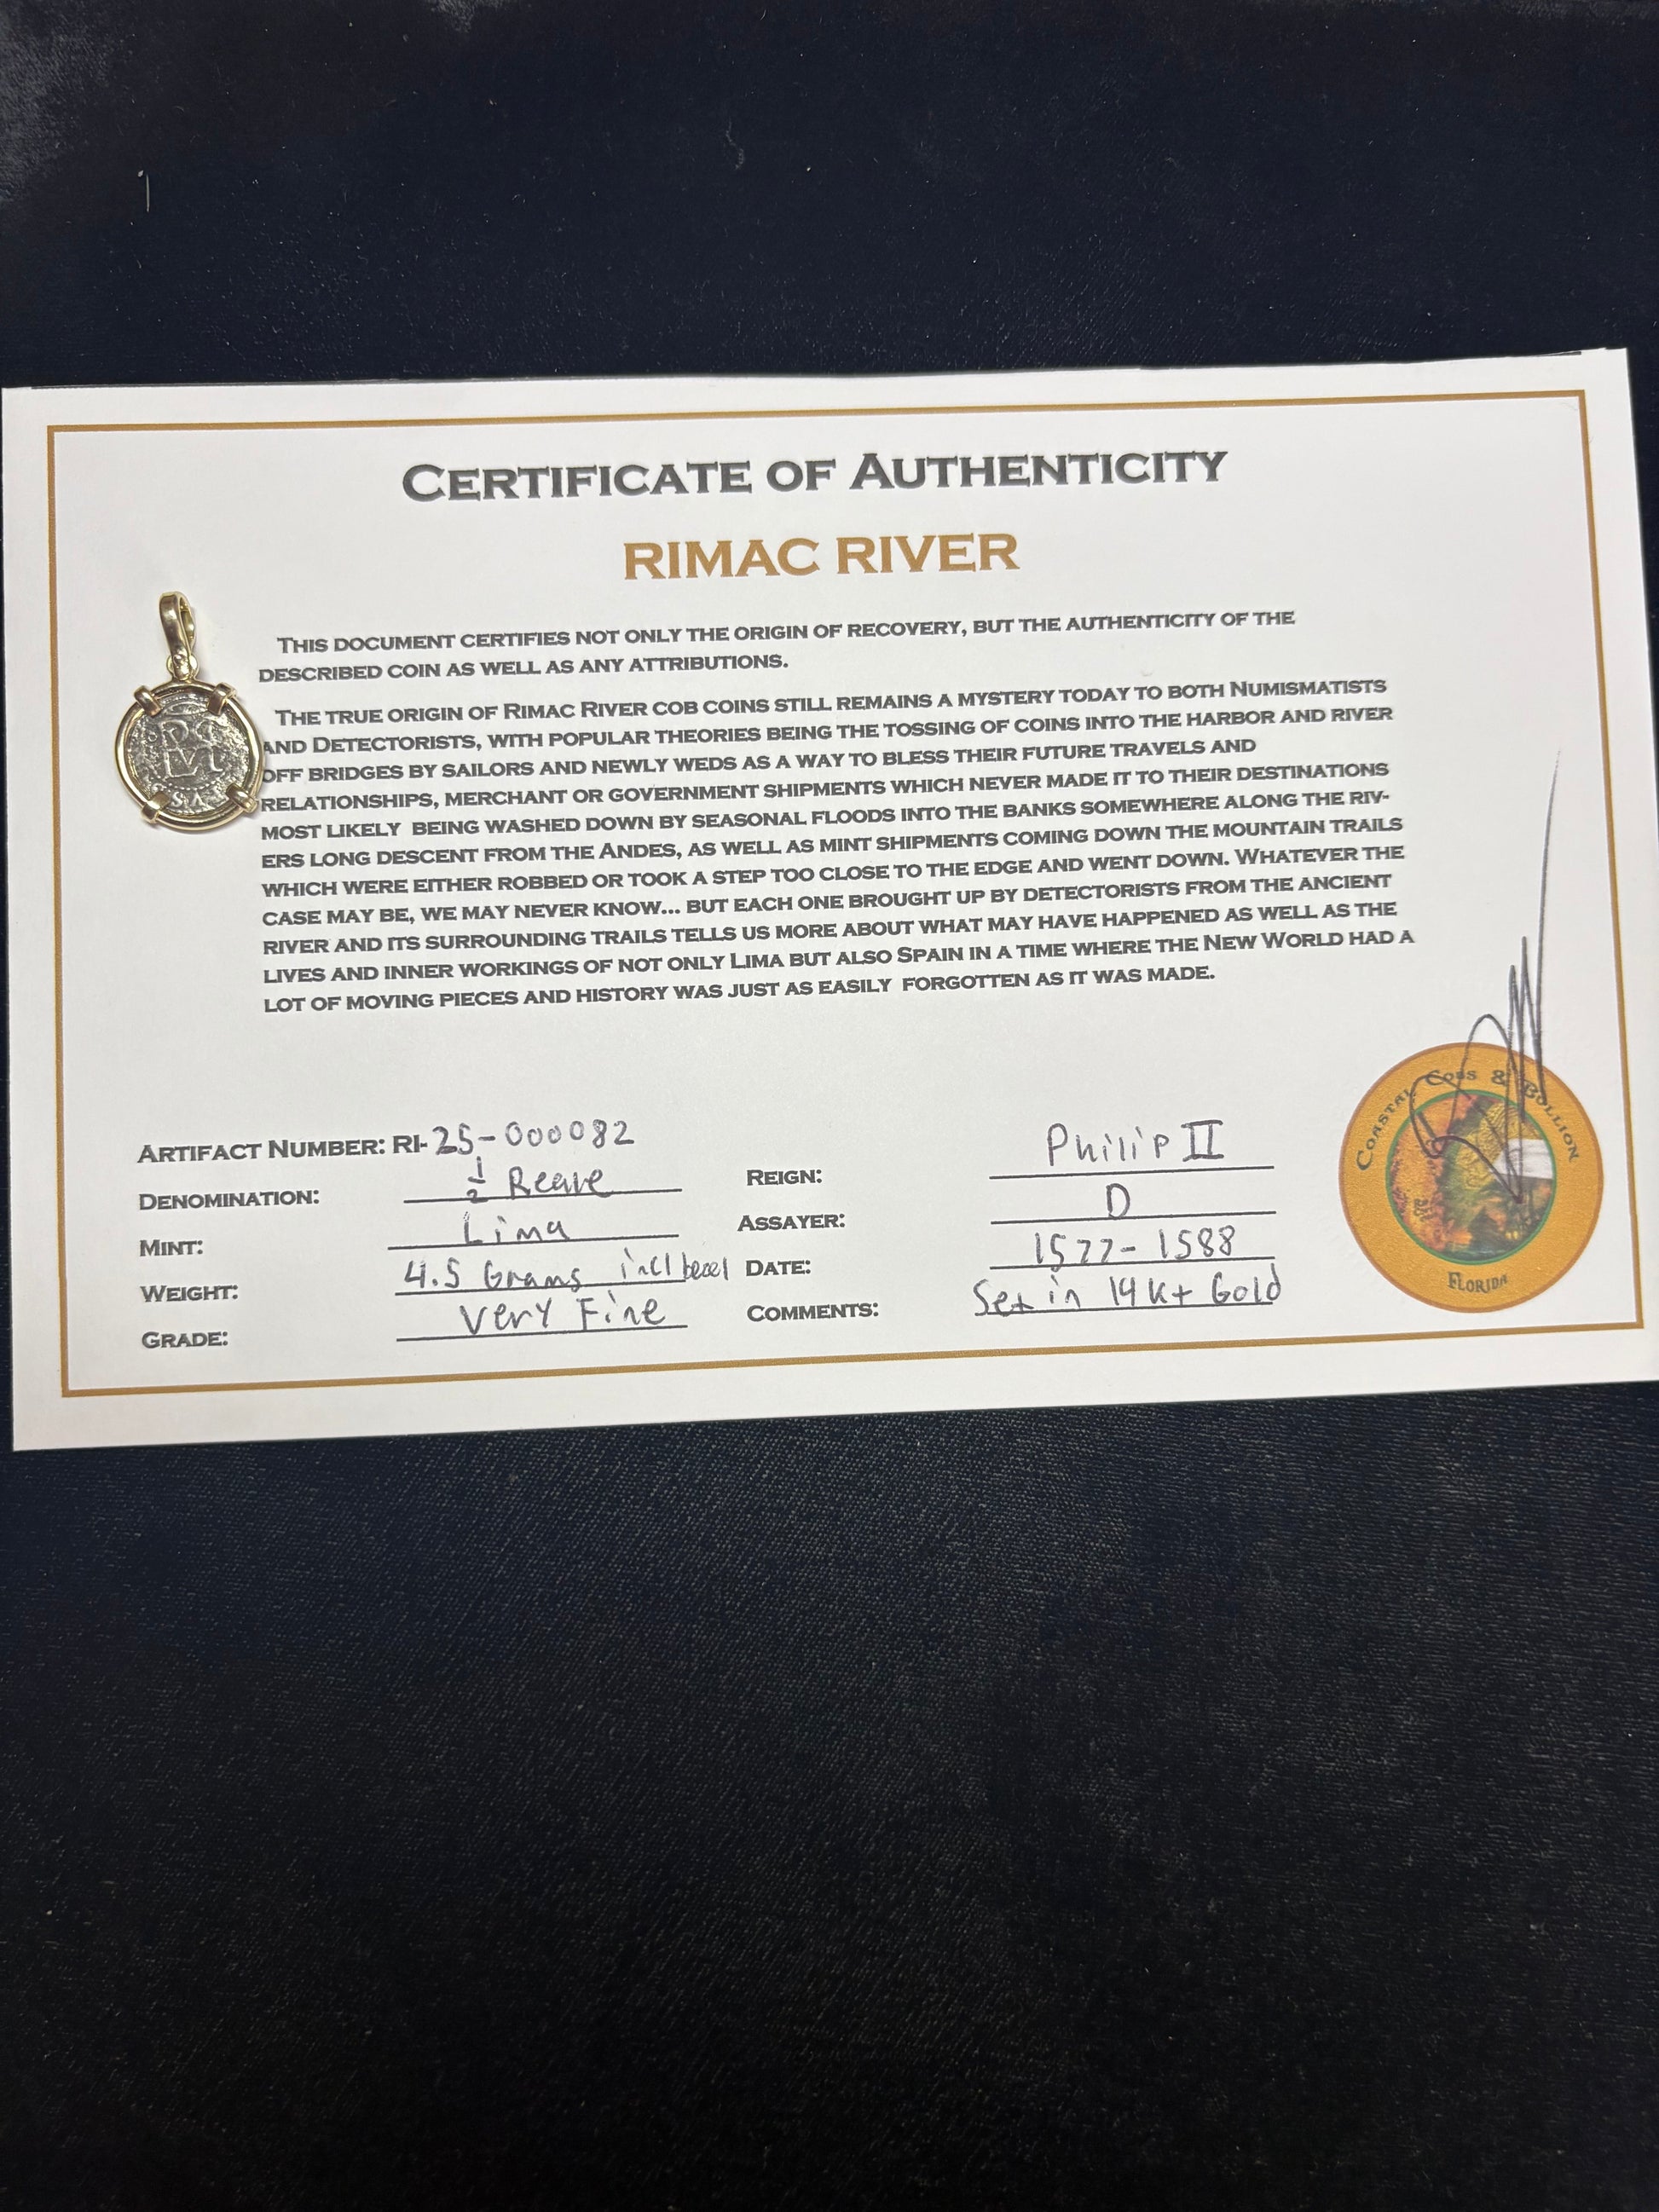 CERTIFICATE OF AUTHENTICITY
RIMAC RIVER
THIS DOCUMENT CERTIFIES NOT ONLY THE ORIGIN OF RECOVERY, BUT THE AUTHENTICITY OF THE
DESCRIBED COIN AS WELL AS ANY ATTRIBUTIONS.
THE TRUE ORIGIN OF RIMAC RIVER COB COINS STILL REMAINS A MYSTERY TODAY TO BOTH NUMISMATISTS
AND DETECTORISTS, WITH POPULAR THEORIES BEING THE TOSSING OF COINS INTO THE HARBOR AND RIVER
OFF BRIDGES BY SAILORS AND NEWLY WEDS AS A WAY TO BLESS THEIR FUTURE TRAVELS AND
RELATIONSHIPS, MERCHANT OR GOVERNMENT SHIPMENTS WHICH NEVER MADE IT TO THEIR DESTINATIONS
MOST LIKELY BEING WASHED DOWN BY SEASONAL FLOODS INTO THE BANKS SOMEWHERE ALONG THE RIV-
ERS LONG DESCENT FROM THE ANDES, AS WELL AS MINT SHIPMENTS COMING DOWN THE MOUNTAIN TRAILS
WHICH WERE EITHER ROBBED OR TOOK A STEP TOO CLOSE TO THE EDGE AND WENT DOWN. WHATEVER THE
CASE MAY BE, WE MAY NEVER KNOW... BUT EACH ONE BROUGHT UP BY DETECTORISTS FROM THE ANCIENT
RIVER AND ITS SURROUNDING TRAILS TELLS US MORE ABOUT WHAT MAY HAVE HAPPENED AS WELL AS THE
LIVES AND INNER WORKINGS OF NOT ONLY LIMA BUT ALSO SPAIN IN A TIME WHERE THE NEW WORLD HAD A
LOT OF MOVING PIECES AND HISTORY WAS JUST AS EASILY FORGOTTEN AS IT WAS MADE.
ARTIFACT NUMBER: RI-25-000082
DENOMINATION: 1/2 Reale
MINT: Lima
WEIGHT: 4.5 Grams incl bezel
GRADE: Very Fine
REIGN: Philip II
ASSAYER: D
DATE: 1577-1588
COMMENTS: Set in 14Kt Gold
COASTAL COBS & BULLION
FLORIDA